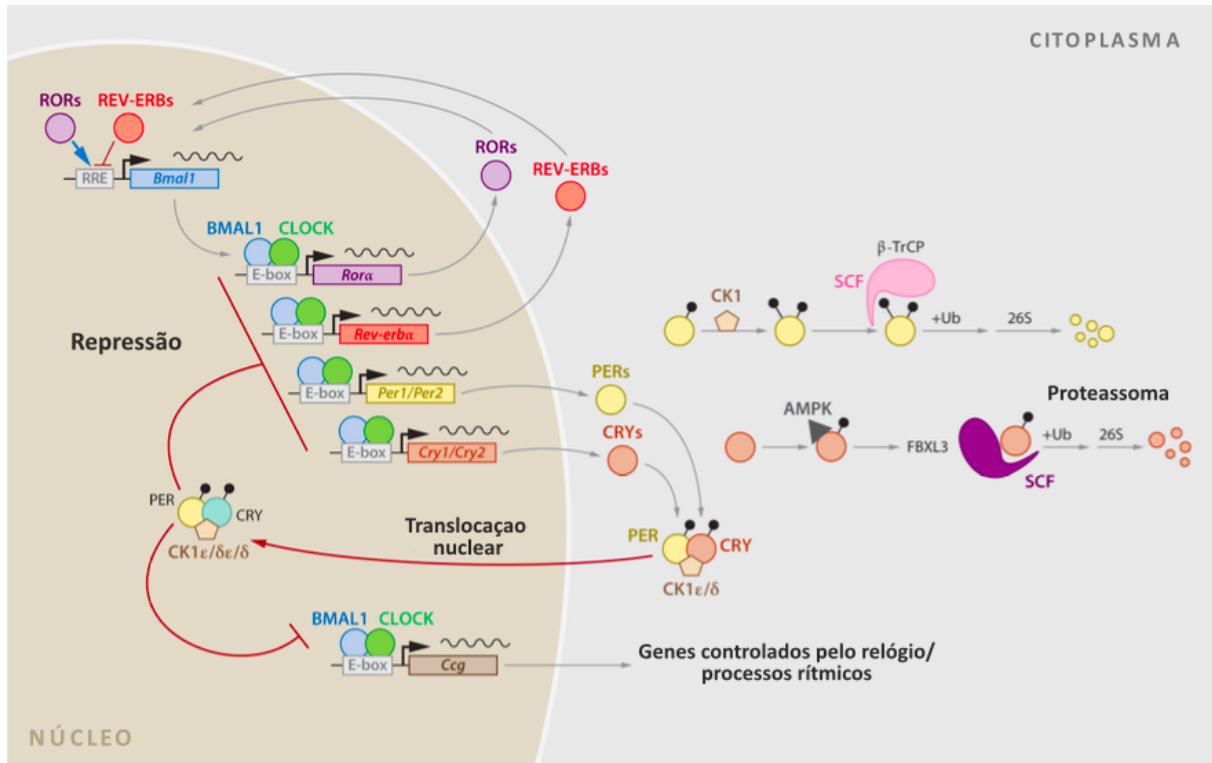 CITOPLASMA
RORs REV-ERBs
RRE Bmal1
RORs
REV-ERBs
BMAL1 CLOCK
E-box Rorα
E-box Rev-erbα
E-box Per1/Per2
E-box Cry1/Cry2
Repressão
PERs
CRYs
β-TrCP
SCF
CK1
+Ub 26S
Proteassoma
AMPK
FBXL3
+Ub 26S
SCF
PER
CRY
CK1ε/δε/δ
Translocaçao
nuclear
PER
CRY
CK1ε/δ
BMAL1 CLOCK
E-box Ccg
Genes controlados pelo relógio/
processos rítmicos
NÚCLEO